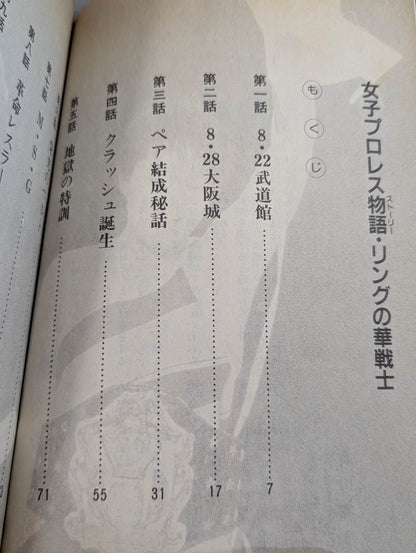 女子プロレス物語・リングの華戦士
ストーリー
もくじ
第一話 8・22武道館 7
第二話 8・28大阪城 17
第三話 ペア結成秘話 31
第四話 クラッシュ誕生 55
第五話 地獄の特訓 71
M・S・G
第八話 革命レスラー
第九話